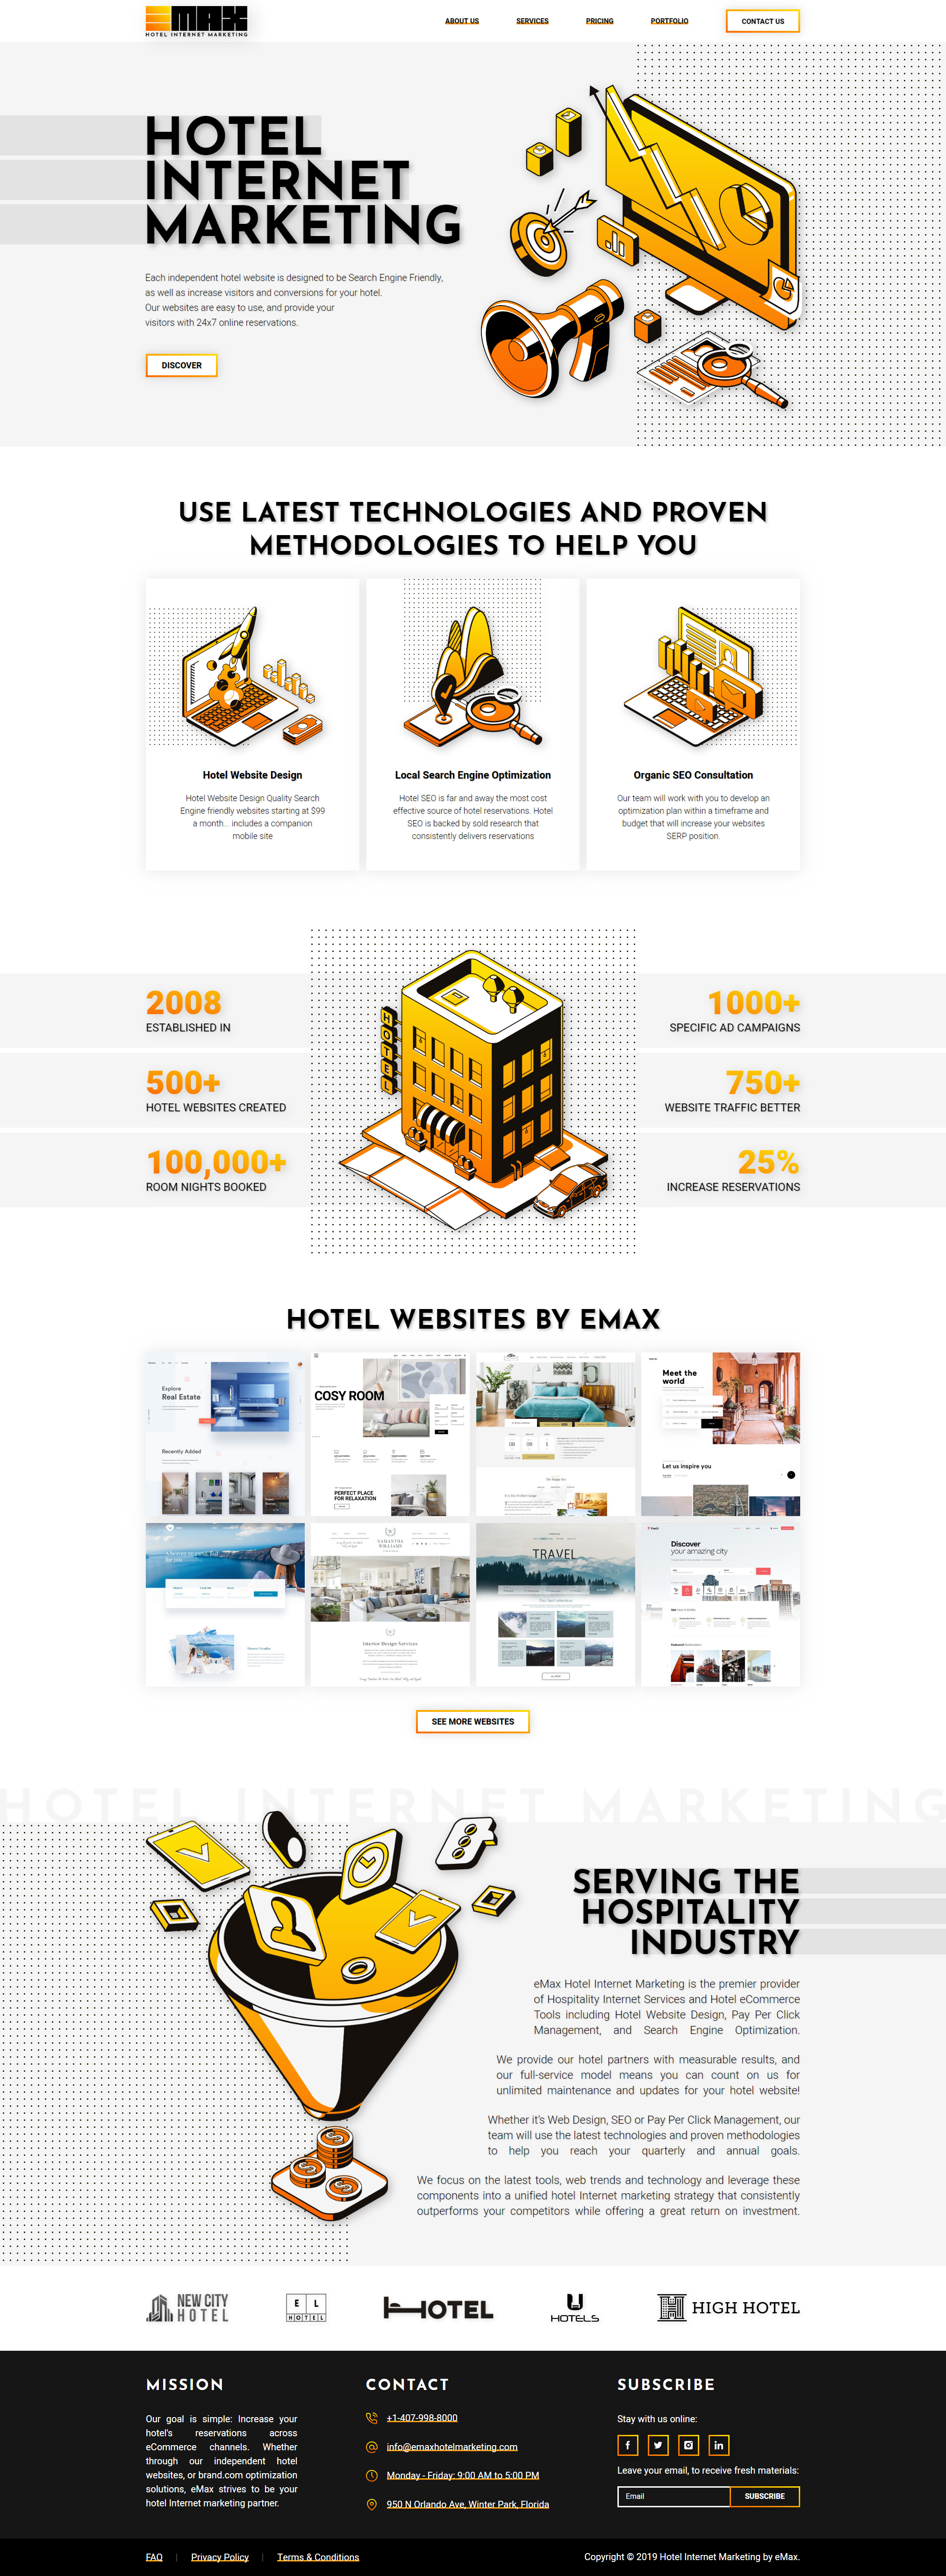 EMAX
HOTEL INTERNET MARKETING
ABOUT US
SERVICES
PRICING
PORTFOLIO
CONTACT US
HOTEL
INTERNET
MARKETING
Each independent hotel website is designed to be Search Engine Friendly,
as well as increase visitors and conversions for your hotel.
Our websites are easy to use, and provide your
visitors with 24x7 online reservations.
DISCOVER
USE LATEST TECHNOLOGIES AND PROVEN
METHODOLOGIES TO HELP YOU
Hotel Website Design
Hotel Website Design Quality Search
Engine friendly websites starting at $99
a month... includes a companion
mobile site
Local Search Engine Optimization
Hotel SEO is far and away the most cost
effective source of hotel reservations. Hotel
SEO is backed by sold research that
consistently delivers reservations
Organic SEO Consultation
Our team will work with you to develop an
optimization plan within a timeframe and
budget that will increase your websites
SERP position.
2008
ESTABLISHED IN
500+
HOTEL WEBSITES CREATED
100,000+
ROOM NIGHTS BOOKED
HOTEL
1000+
SPECIFIC AD CAMPAIGNS
750+
WEBSITE TRAFFIC BETTER
25%
INCREASE RESERVATIONS
HOTEL WEBSITES BY EMAX
Explore
Real Estate
Recently Added
COSY ROOM
PERFECT PLACE
FOR RELAXATION
Meet the
world
Let us inspire you
SAMANTHA
WILLIAMS
Interior Design Services
TRAVEL
Discover
your amazing city
SEE MORE WEBSITES
HOTEL INTERNET MARKETING
SERVING THE
HOSPITALITY
INDUSTRY
eMax Hotel Internet Marketing is the premier provider
of Hospitality Internet Services and Hotel eCommerce
Tools including Hotel Website Design, Pay Per Click
Management, and Search Engine Optimization.
We provide our hotel partners with measurable results, and
our full-service model means you can count on us for
unlimited maintenance and updates for your hotel website!
Whether it's Web Design, SEO or Pay Per Click Management, our
team will use the latest technologies and proven methodologies
to help you reach your quarterly and annual goals.
We focus on the latest tools, web trends and technology and leverage these
components into a unified hotel Internet marketing strategy that consistently
outperforms your competitors while offering a great return on investment.
NEW CITY
HOTEL
E L
HOTEL
HOTEL
U
HOTELS
HIGH HOTEL
MISSION
Our goal is simple: Increase your
hotel's reservations across
eCommerce channels. Whether
through our independent hotel
websites, or brand.com optimization
solutions, eMax strives to be your
hotel Internet marketing partner.
CONTACT
+1-407-998-8000
info@emaxhotelmarketing.com
Monday - Friday: 9:00 AM to 5:00 PM
950 N Orlando Ave, Winter Park, Florida
SUBSCRIBE
Stay with us online:
Leave your email, to receive fresh materials:
Email
SUBSCRIBE
FAQ
Privacy Policy
Terms & Conditions
Copyright © 2019 Hotel Internet Marketing by eMax.